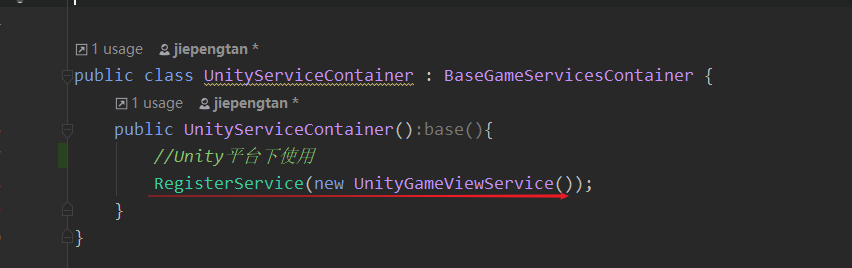 1 usage jiepengtan *
public class UnityServiceContainer : BaseGameServicesContainer {
1 usage jiepengtan *
public UnityServiceContainer():base(){
//Unity平台下使用
RegisterService(new UnityGameViewService());
}
}